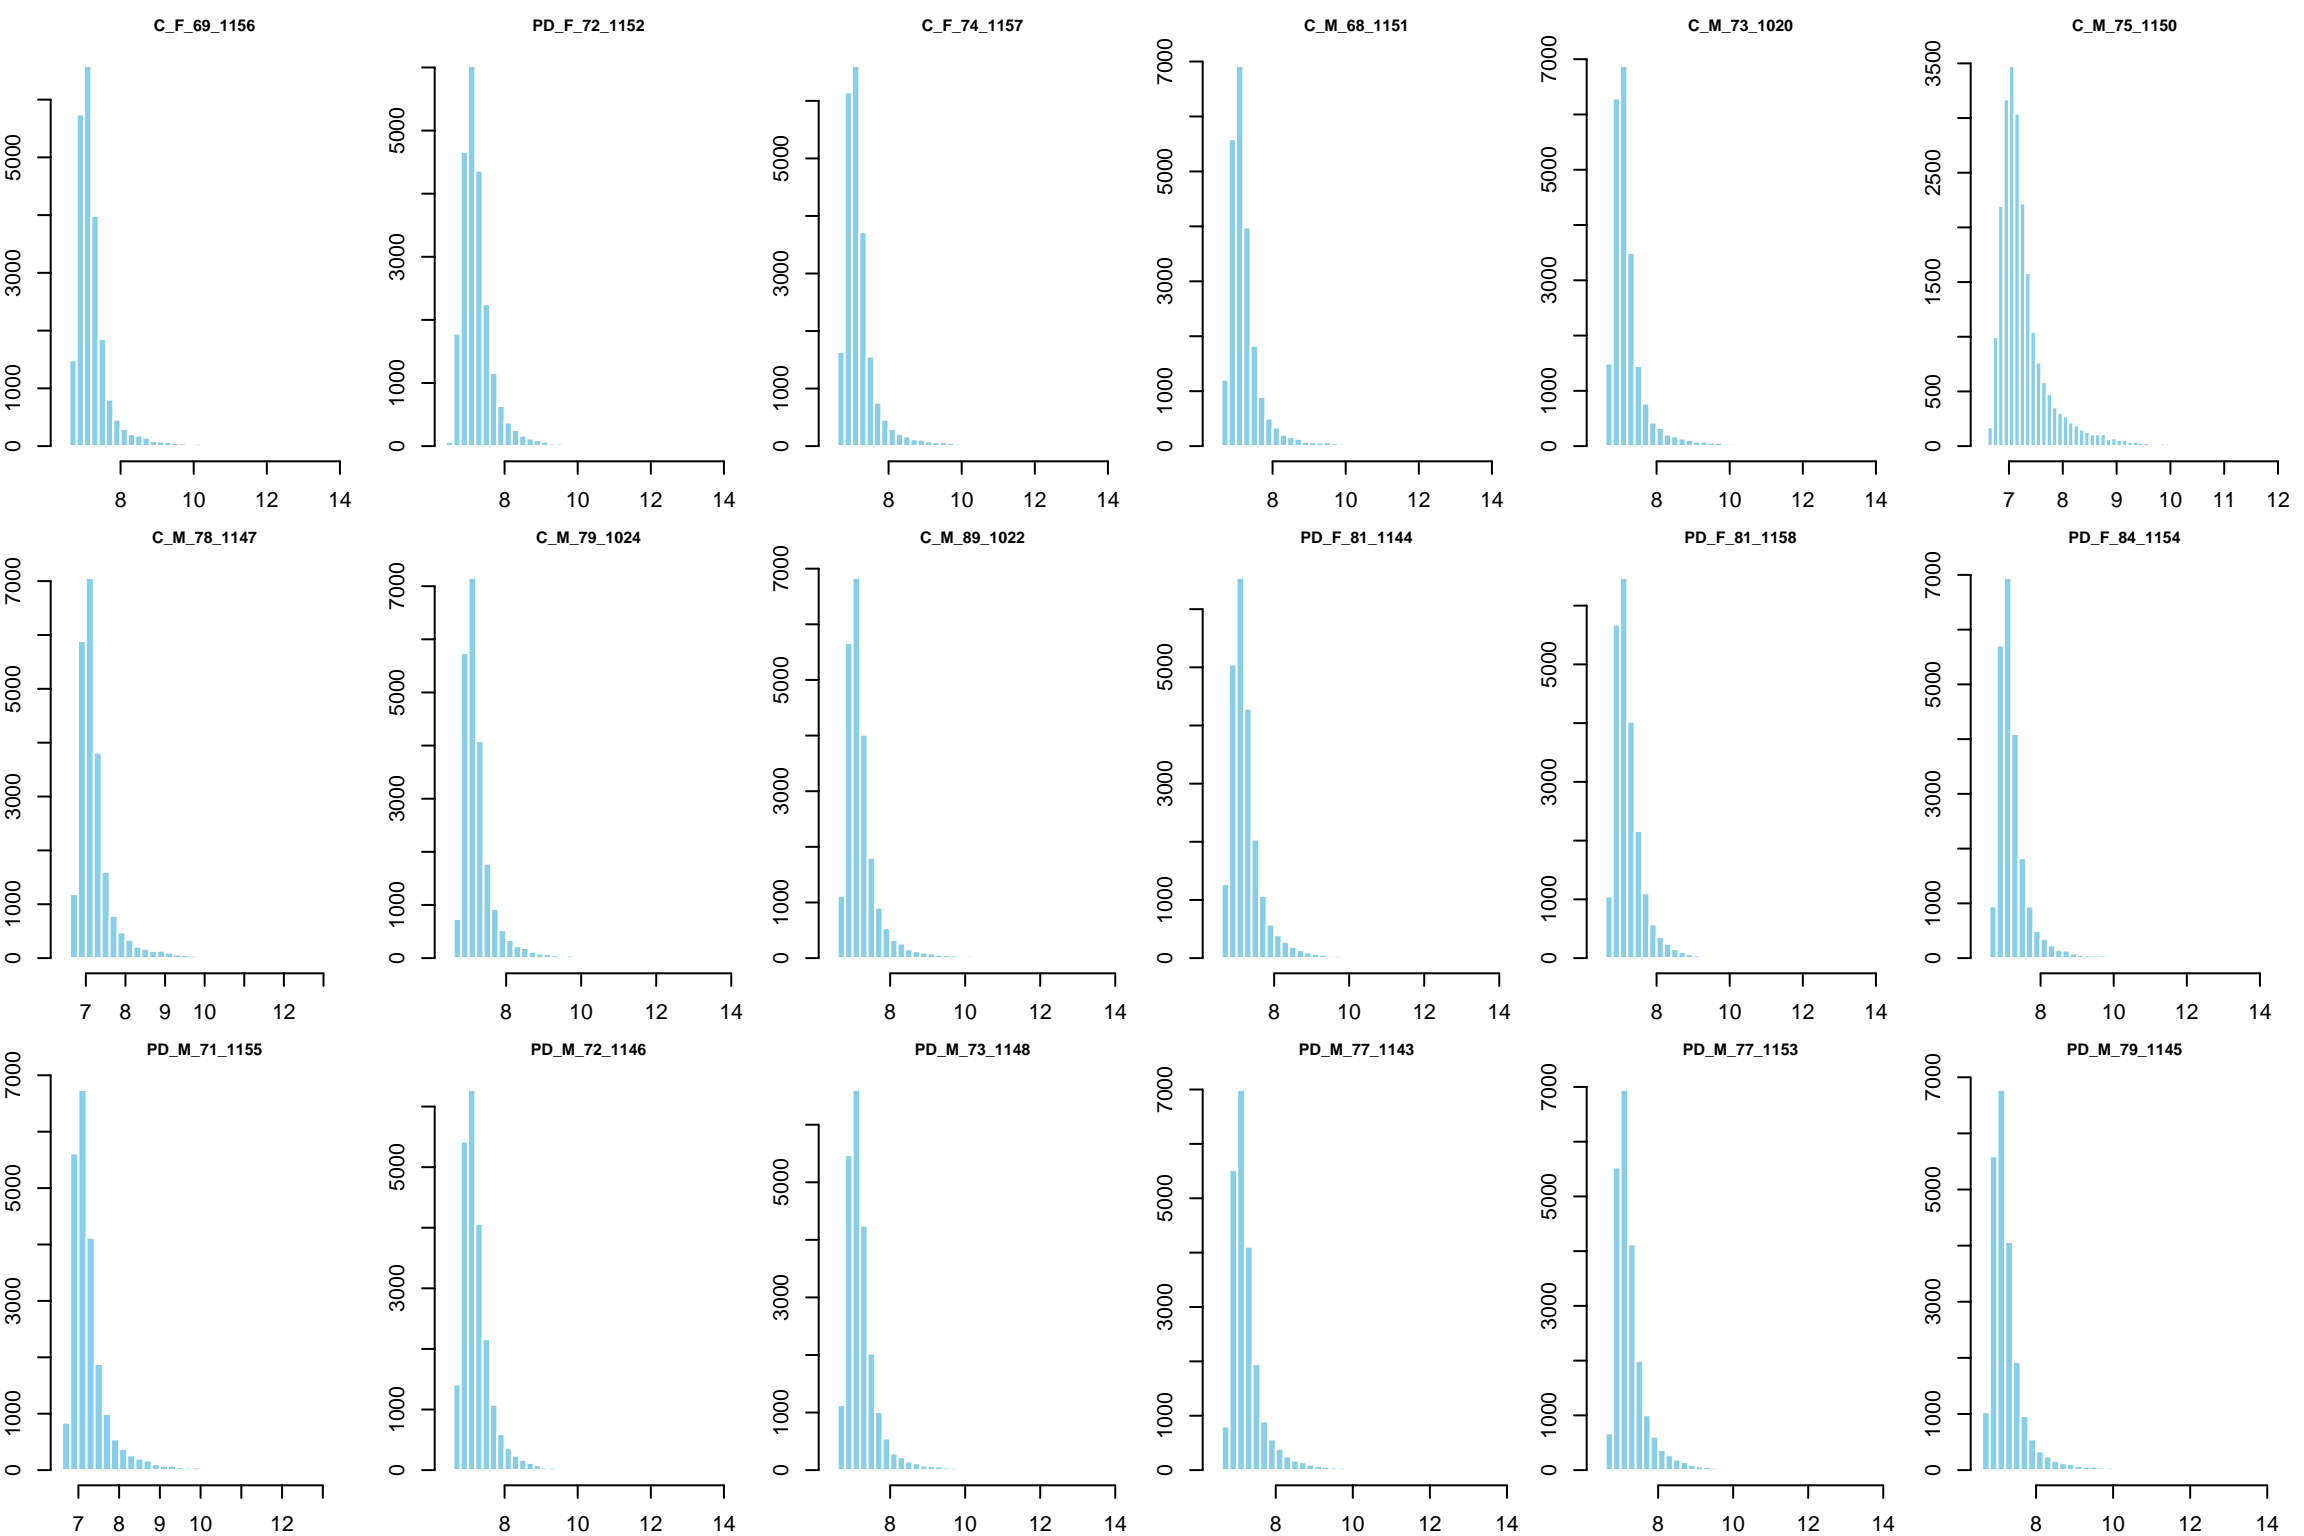 C_F_69_1156 PD_F_72_1152 C_F_74_1157 C_M_68_1151 C_M_73_1020 C_M_75_1150
0 1000 3000 5000 0 1000 3000 5000 0 1000 3000 5000 0 1000 3000 5000 7000 0 1000 3000 5000 7000 0 500 1500 2500 3500
8 10 12 14 8 10 12 14 8 10 12 14 8 10 12 14 8 10 12 14 7 8 9 10 11 12
C_M_78_1147 C_M_79_1024 C_M_89_1022 PD_F_81_1144 PD_F_81_1158 PD_F_84_1154
0 1000 3000 5000 7000 0 1000 3000 5000 7000 0 1000 3000 5000 7000 0 1000 3000 5000 0 1000 3000 5000 0 1000 3000 5000 7000
7 8 9 10 12 8 10 12 14 8 10 12 14 8 10 12 14 8 10 12 14 8 10 12 14
PD_M_71_1155 PD_M_72_1146 PD_M_73_1148 PD_M_77_1143 PD_M_77_1153 PD_M_79_1145
0 1000 3000 5000 7000 0 1000 3000 5000 0 1000 3000 5000 0 1000 3000 5000 7000 0 1000 3000 5000 7000 0 1000 3000 5000 7000
7 8 9 10 12 8 10 12 14 8 10 12 14 8 10 12 14 8 10 12 14 8 10 12 14